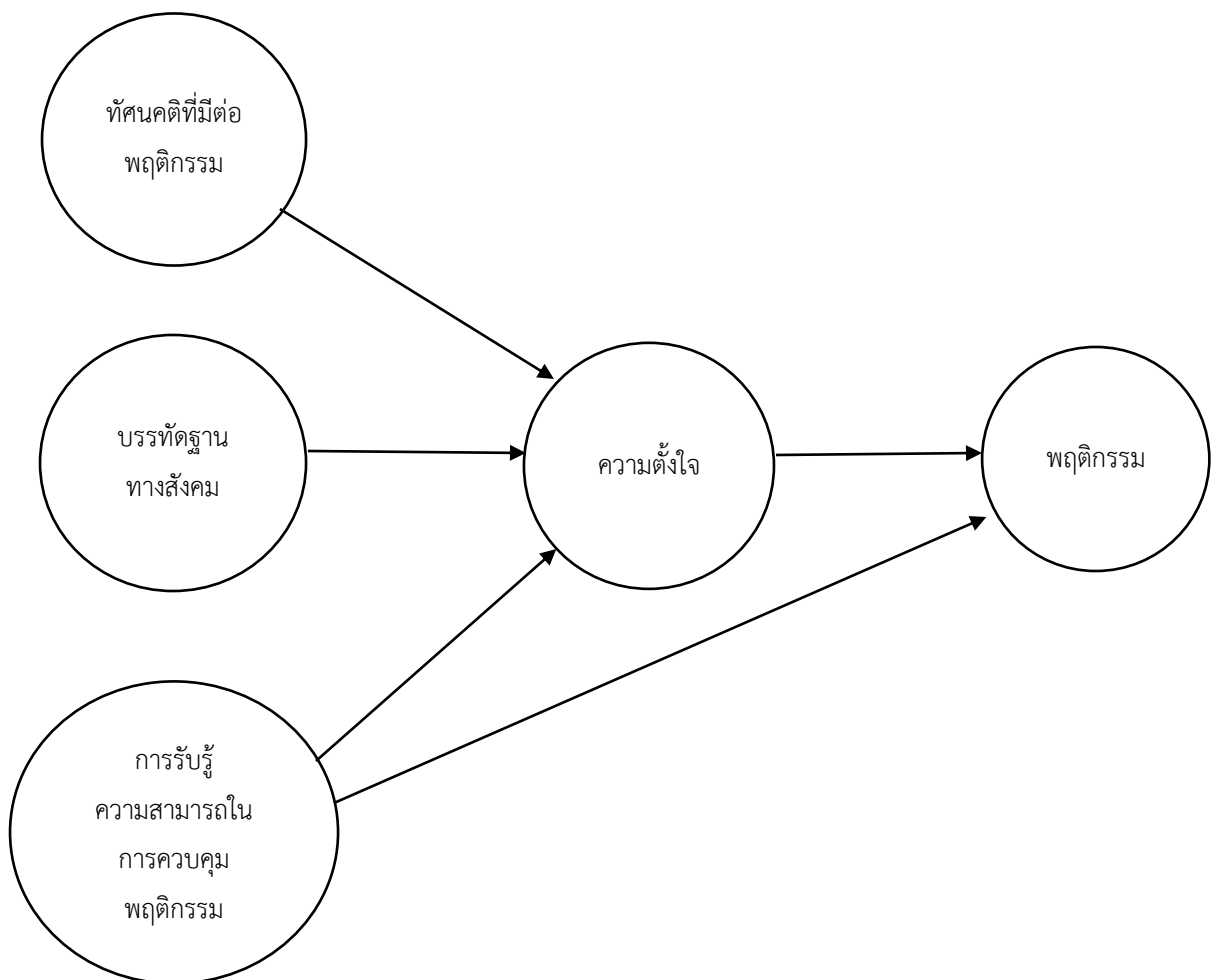 ทัศนคติที่มีต่อ
พฤติกรรม
บรรทัดฐาน
ทางสังคม
ความตั้งใจ
พฤติกรรม
การรับรู้
ความสามารถใน
การควบคุม
พฤติกรรม